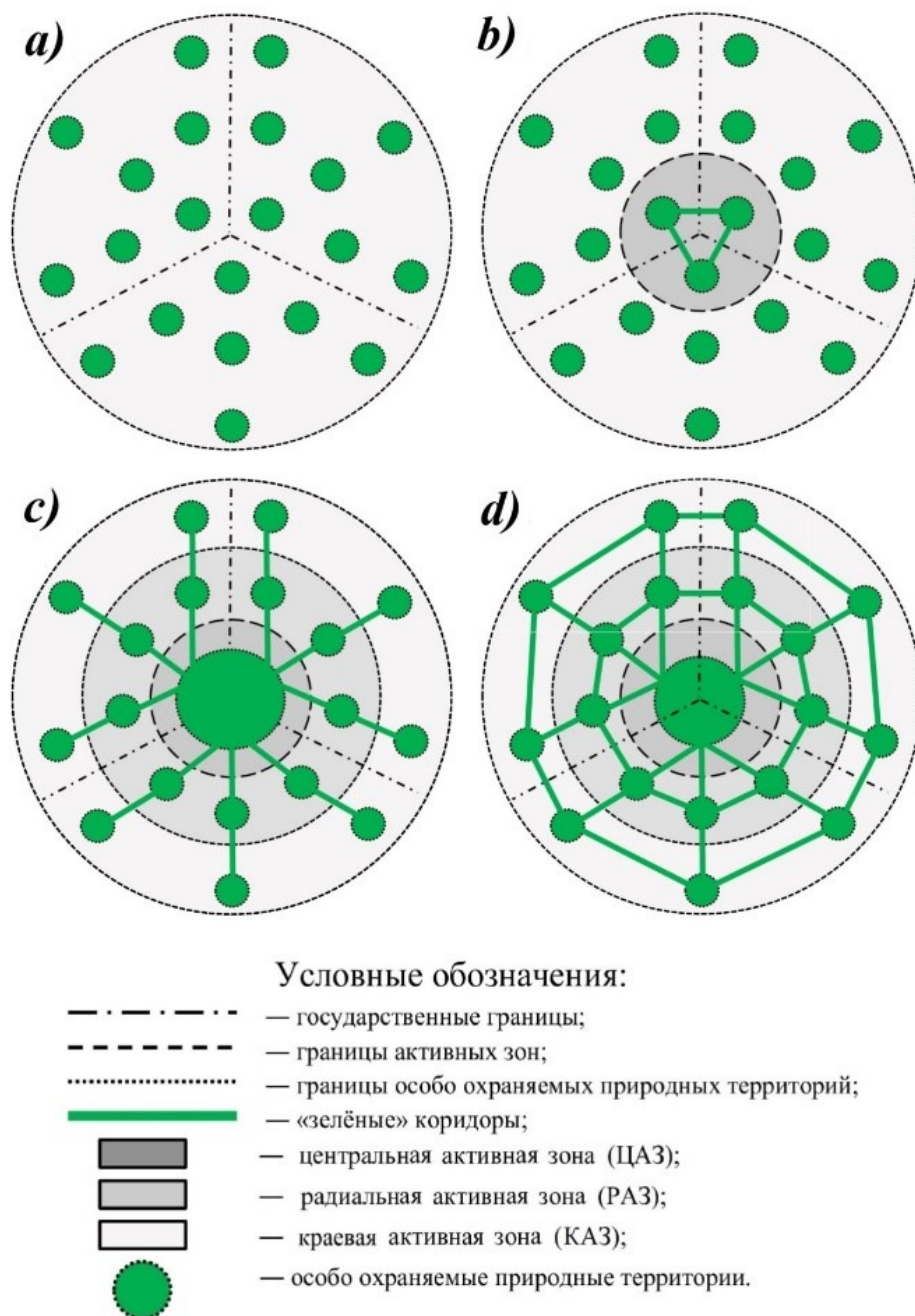 a)
b)
c)
d)
Условные обозначения:
— государственные границы;
— границы активных зон;
— границы особо охраняемых природных территорий;
— «зелёные» коридоры;
— центральная активная зона (ЦАЗ);
— радиальная активная зона (РАЗ);
— краевая активная зона (КАЗ);
— особо охраняемые природные территории.